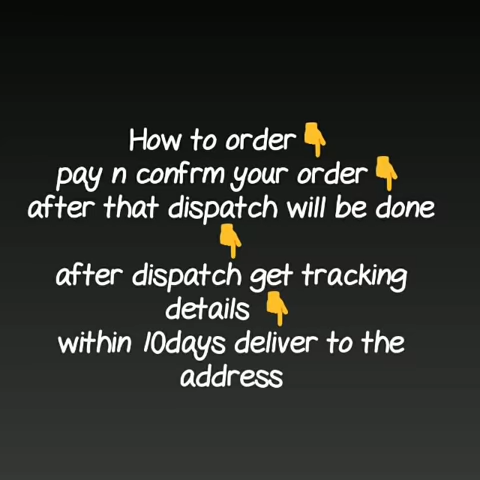 How to order👇
pay n confrm your order👇
after that dispatch will be done
👇
after dispatch get tracking
details 👇
within 10days deliver to the
address